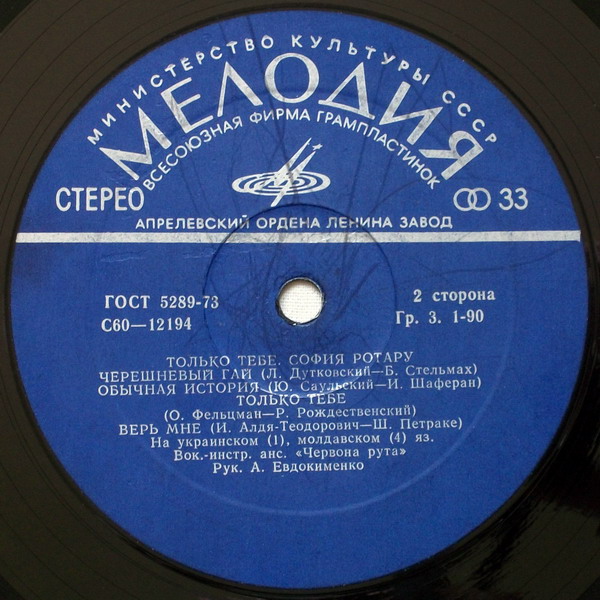 МИНИСТЕРСТВО КУЛЬТУРЫ СССР
МЕЛОДИЯ
ВСЕСОЮЗНАЯ ФИРМА ГРАМПЛАСТИНОК
СТЕРЕО 33
АПРЕЛЕВСКИЙ ОРДЕНА ЛЕНИНА ЗАВОД
ГОСТ 5289-73 2 сторона
С60—12194 Гр. 3. 1-90
ТОЛЬКО ТЕБЕ. СОФИЯ РОТАРУ
ЧЕРЕШНЕВЫЙ ГАЙ (Л. Дутковский—Б. Стельмах)
ОБЫЧНАЯ ИСТОРИЯ (Ю. Саульский—И. Шаферан)
ТОЛЬКО ТЕБЕ
(О. Фельцман—Р. Рождественский)
ВЕРЬ МНЕ (И. Алдя-Теодорович—Ш. Петраке)
На украинском (1), молдавском (4) яз.
Вок.-инстр. анс. «Червона рута»
Рук. А. Евдокименко